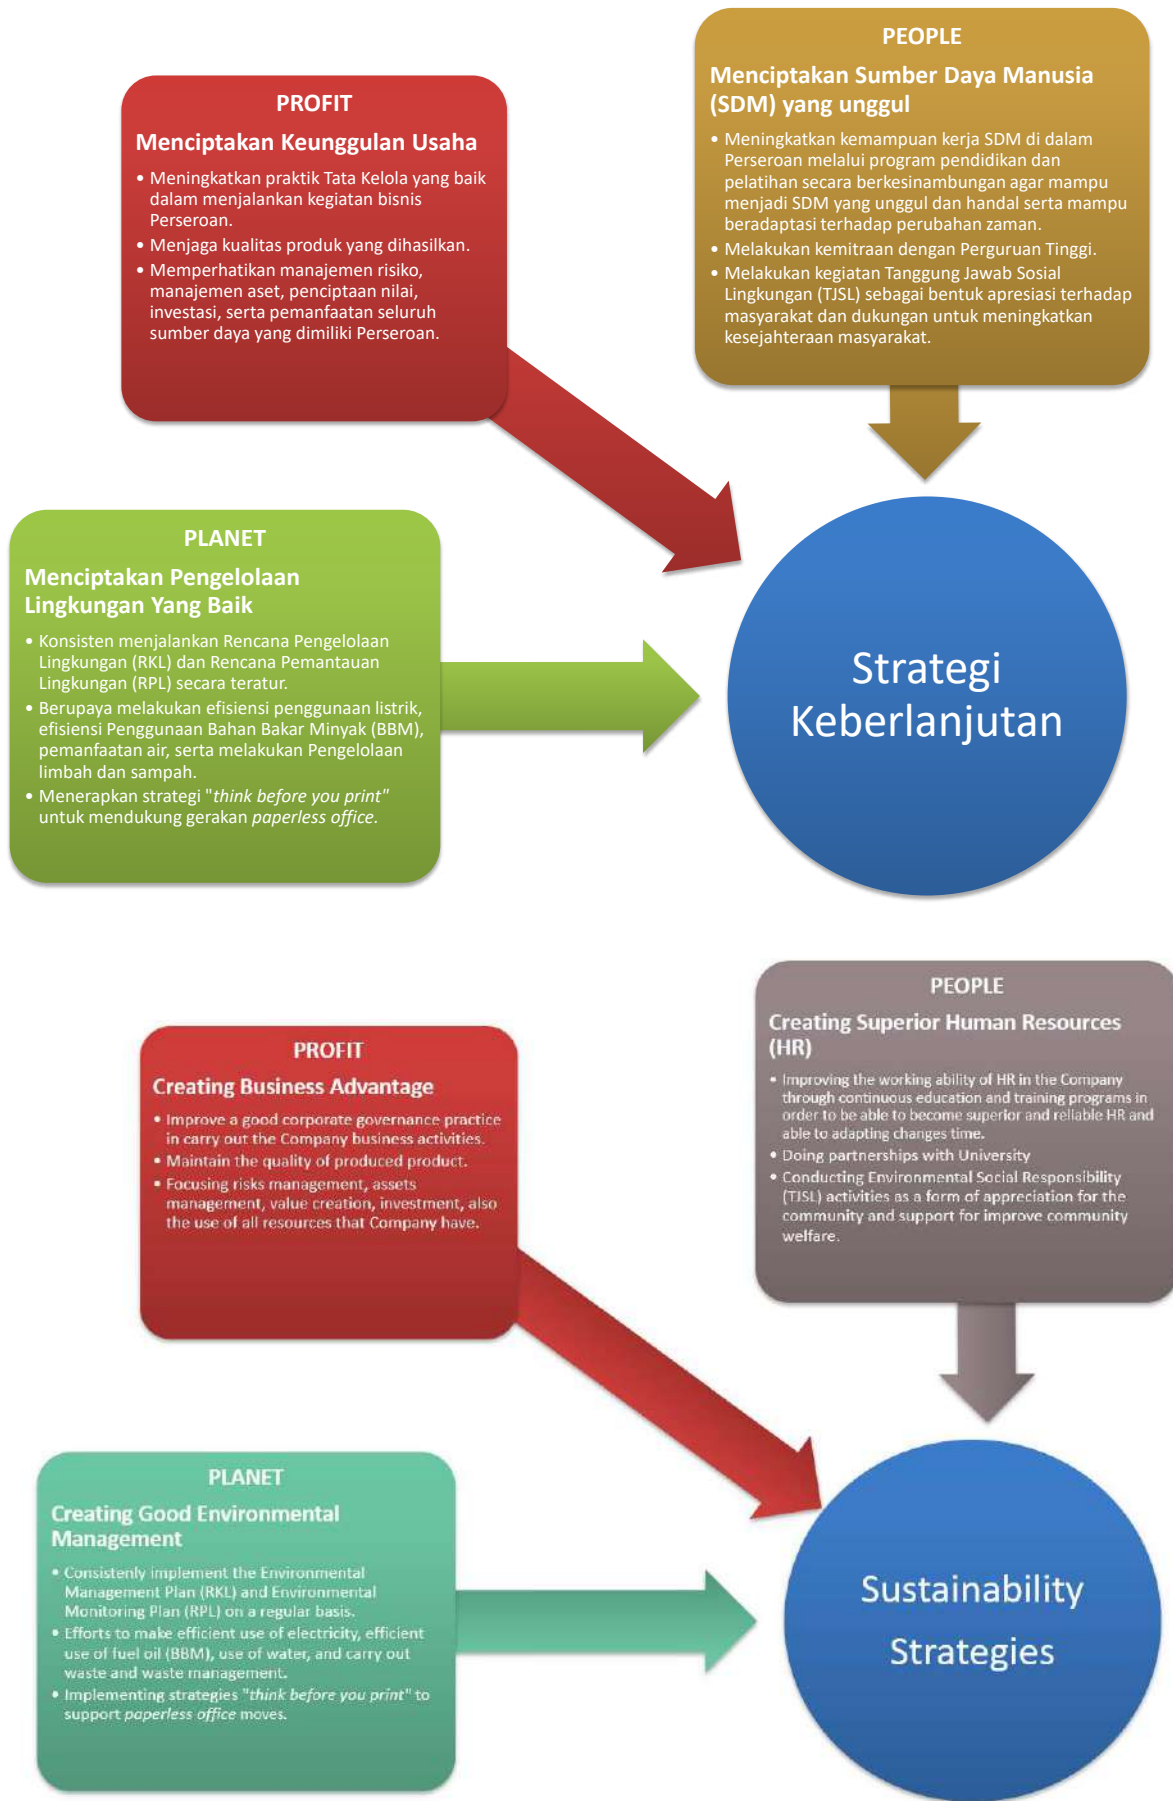 PROFIT
Menciptakan Keunggulan Usaha
• Meningkatkan praktik Tata Kelola yang baik
dalam menjalankan kegiatan bisnis
Perseroan.
• Menjaga kualitas produk yang dihasilkan.
• Memperhatikan manajemen risiko,
manajemen aset, penciptaan nilai,
investasi, serta pemanfaatan seluruh
sumber daya yang dimiliki Perseroan.
PEOPLE
Menciptakan Sumber Daya Manusia
(SDM) yang unggul
• Meningkatkan kemampuan kerja SDM di dalam
Perseroan melalui program pendidikan dan
pelatihan secara berkesinambungan agar mampu
menjadi SDM yang unggul dan handal serta mampu
beradaptasi terhadap perubahan zaman.
• Melakukan kemitraan dengan Perguruan Tinggi.
• Melakukan kegiatan Tanggung Jawab Sosial
Lingkungan (TJSL) sebagai bentuk apresiasi terhadap
masyarakat dan dukungan untuk meningkatkan
kesejahteraan masyarakat.
PLANET
Menciptakan Pengelolaan
Lingkungan Yang Baik
• Konsisten menjalankan Rencana Pengelolaan
Lingkungan (RKL) dan Rencana Pemantauan
Lingkungan (RPL) secara teratur.
• Berupaya melakukan efisiensi penggunaan listrik,
efisiensi Penggunaan Bahan Bakar Minyak (BBM),
pemanfaatan air, serta melakukan Pengelolaan
limbah dan sampah.
• Menerapkan strategi "think before you print"
untuk mendukung gerakan paperless office.
Strategi
Keberlanjutan
PROFIT
Creating Business Advantage
• Improve a good corporate governance practice
in carry out the Company business activities.
• Maintain the quality of produced product.
• Focusing risks management, assets
management, value creation, investment, also
the use of all resources that Company have.
PEOPLE
Creating Superior Human Resources
(HR)
• Improving the working ability of HR in the Company
through continuous education and training programs in
order to be able to become superior and reliable HR and
able to adapting changes time.
• Doing partnerships with University
• Conducting Environmental Social Responsibility
(TJSL) activities as a form of appreciation for the
community and support for improve community
welfare.
PLANET
Creating Good Environmental
Management
• Consistenly implement the Environmental
Management Plan (RKL) and Environmental
Monitoring Plan (RPL) on a regular basis.
• Efforts to make efficient use of electricity, efficient
use of fuel oil (BBM), use of water, and carry out
waste and waste management.
• Implementing strategies "think before you print" to
support paperless office moves.
Sustainability
Strategies